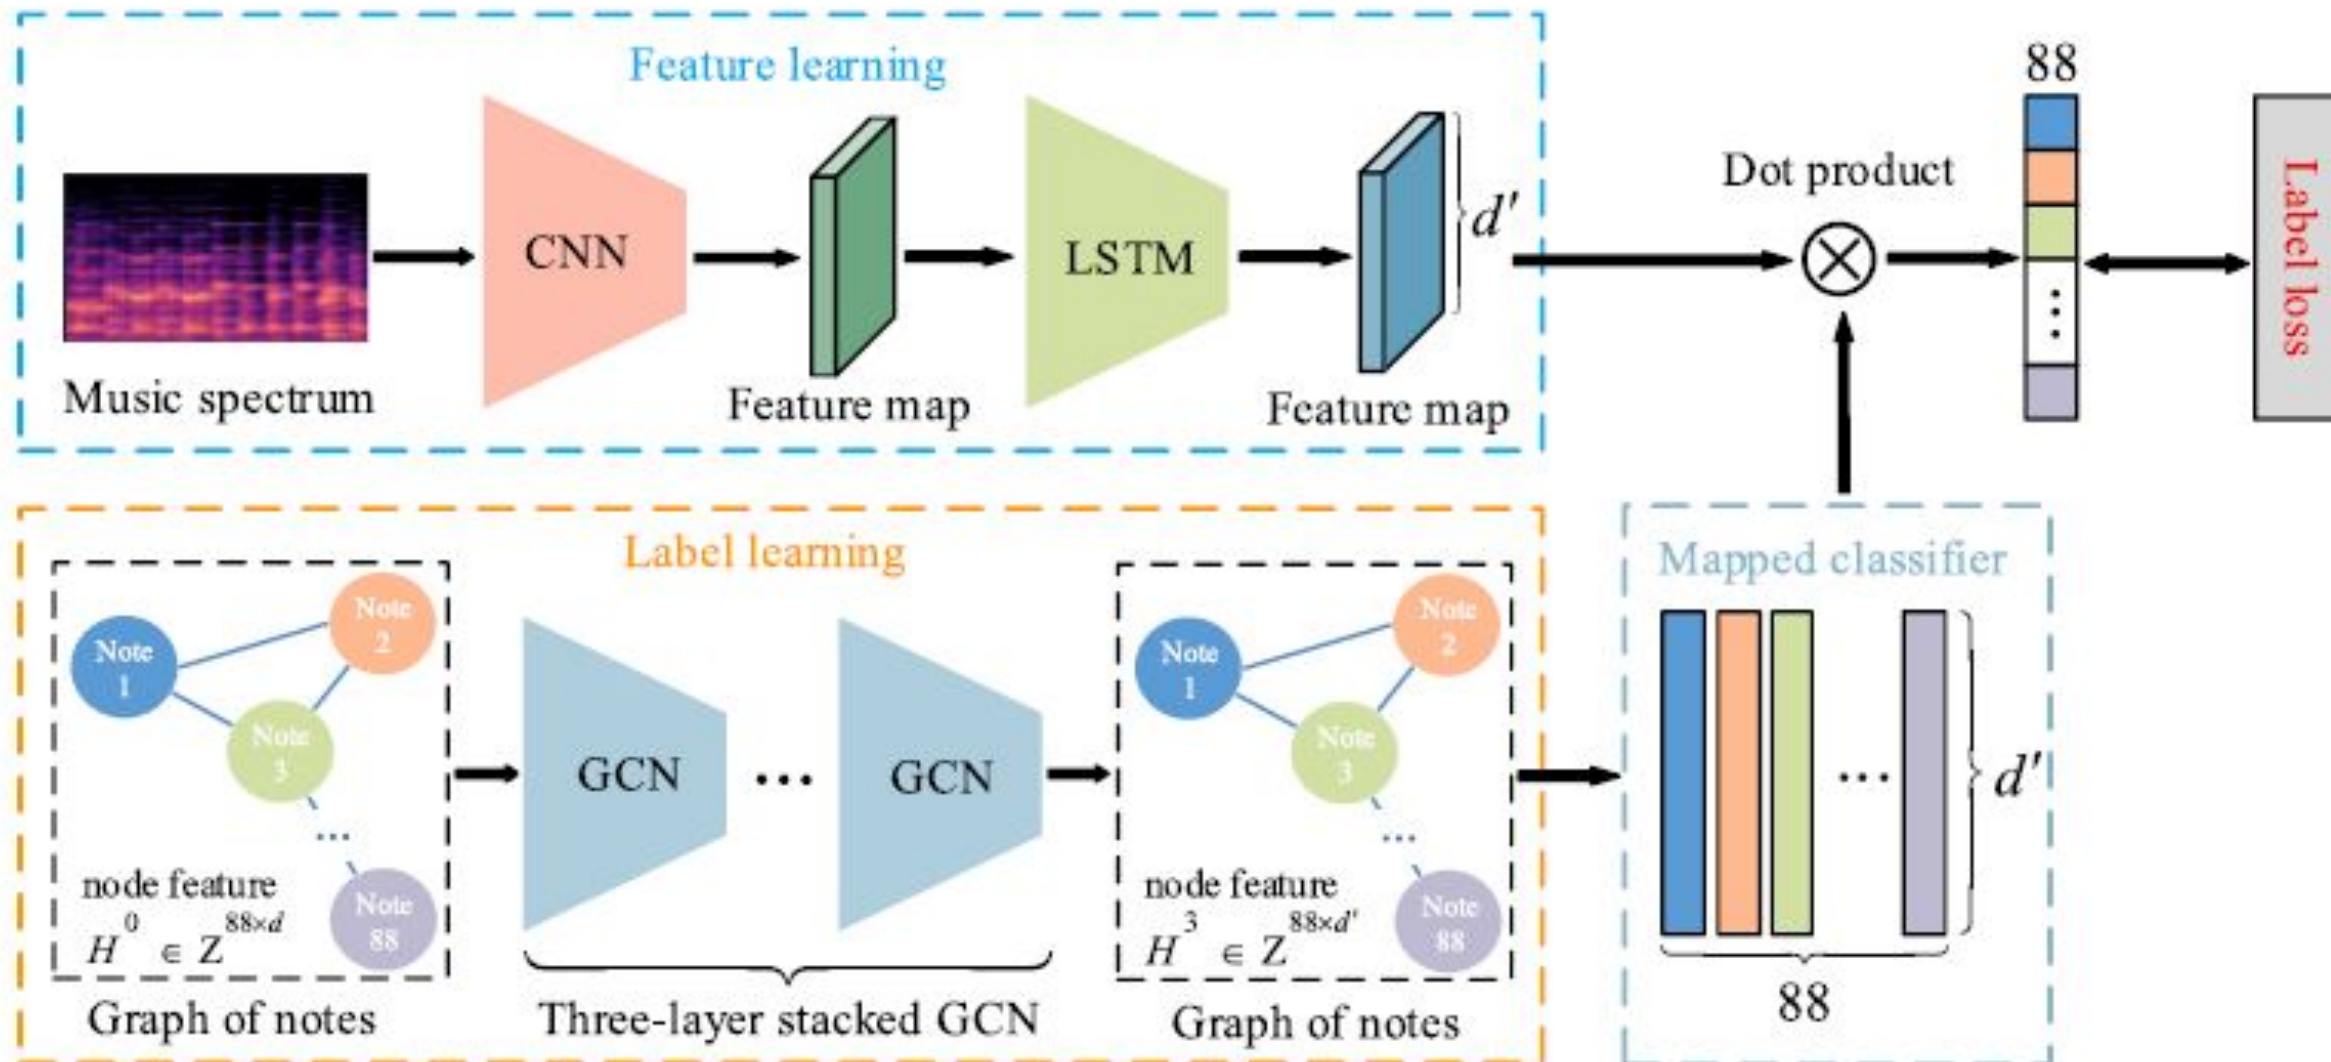 Feature learning
CNN
LSTM
d′
Music spectrum
Feature map
Feature map
Dot product
88
Label loss
Label learning
Note
1
Note
2
Note
3
...
Note
88
node feature
H⁰ ∈ Z^{88×d}
Graph of notes
GCN
...
GCN
Three-layer stacked GCN
Note
1
Note
2
Note
3
...
Note
88
node feature
H³ ∈ Z^{88×d′}
Graph of notes
Mapped classifier
...
d′
88